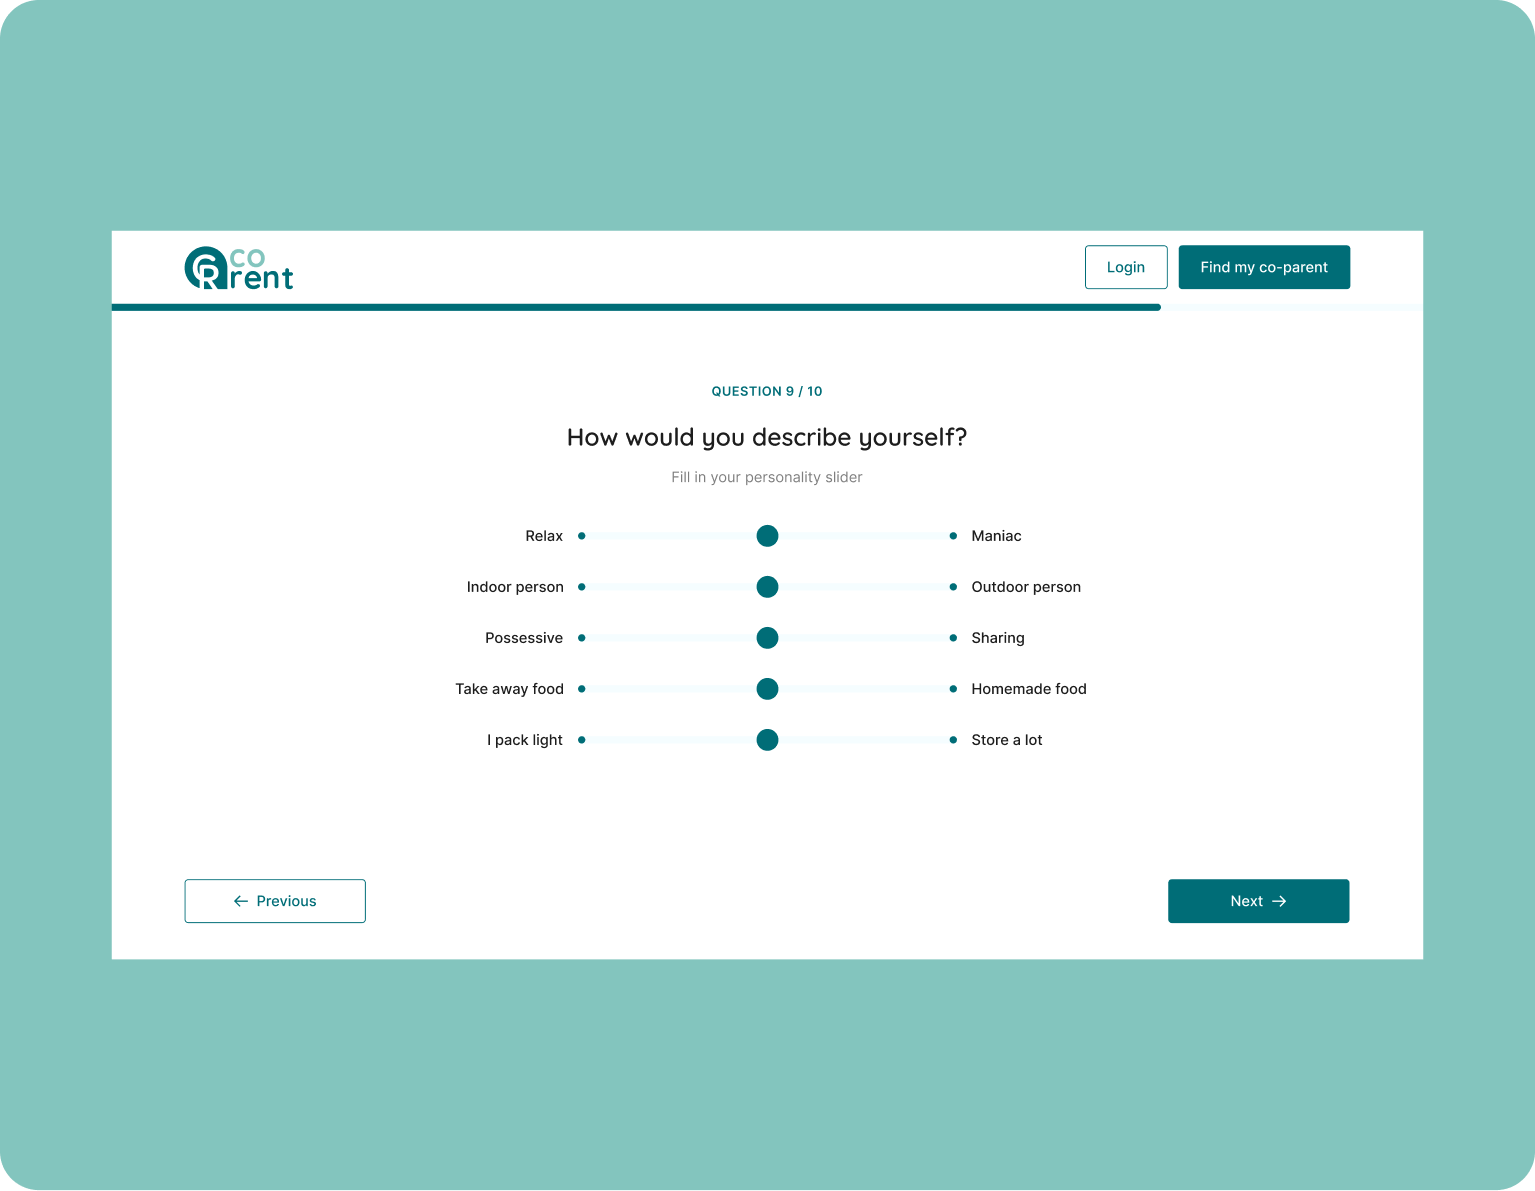 co
rent
Login
Find my co-parent
QUESTION 9 / 10
How would you describe yourself?
Fill in your personality slider
Relax
Maniac
Indoor person
Outdoor person
Possessive
Sharing
Take away food
Homemade food
I pack light
Store a lot
← Previous
Next →